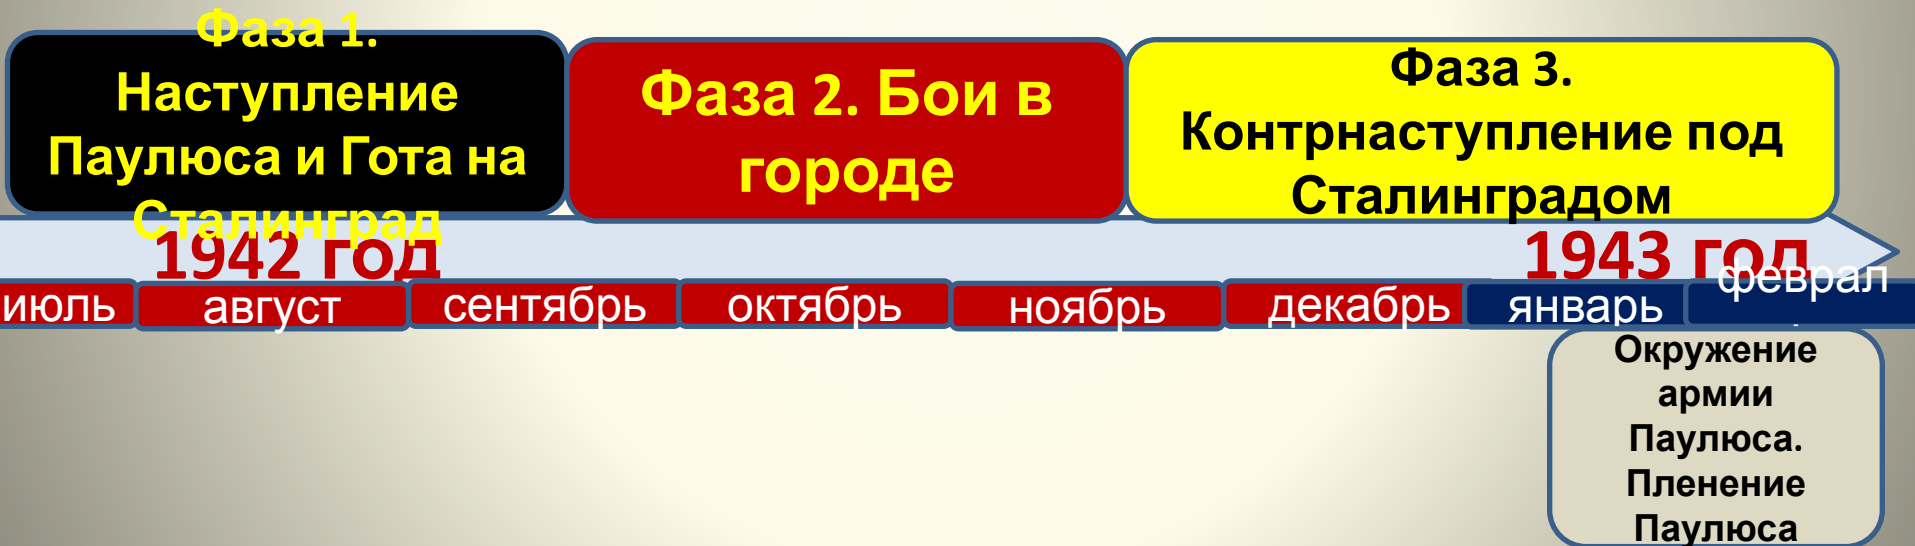 Фаза 1.
Наступление
Паулюса и Гота на
Сталинград
Фаза 2. Бои в
городе
Фаза 3.
Контрнаступление под
Сталинградом
1942 год
1943 год
июль
август
сентябрь
октябрь
ноябрь
декабрь
январь
феврал
Окружение
армии
Паулюса.
Пленение
Паулюса